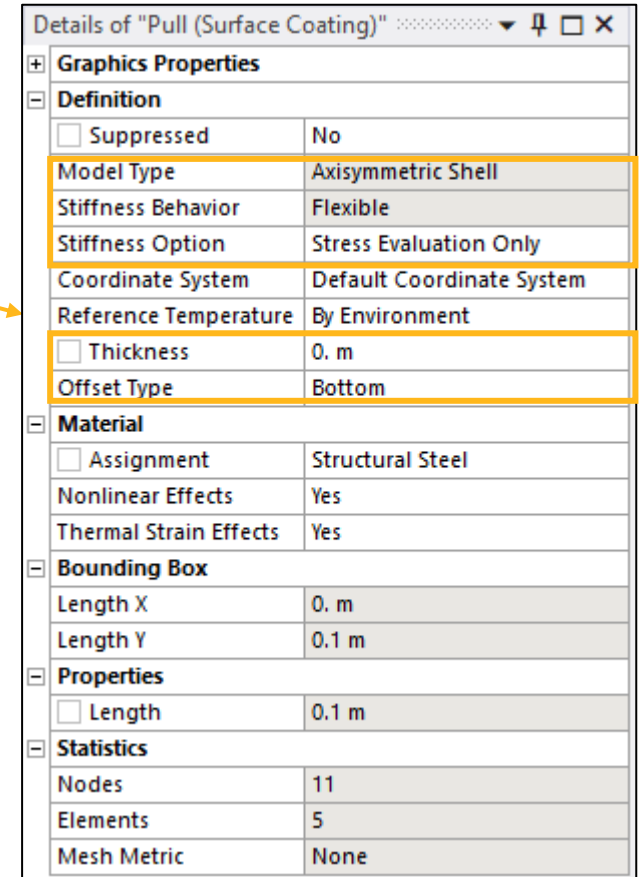 Details of "Pull (Surface Coating)"
Graphics Properties
Definition
Suppressed No
Model Type Axisymmetric Shell
Stiffness Behavior Flexible
Stiffness Option Stress Evaluation Only
Coordinate System Default Coordinate System
Reference Temperature By Environment
Thickness 0. m
Offset Type Bottom
Material
Assignment Structural Steel
Nonlinear Effects Yes
Thermal Strain Effects Yes
Bounding Box
Length X 0. m
Length Y 0.1 m
Properties
Length 0.1 m
Statistics
Nodes 11
Elements 5
Mesh Metric None